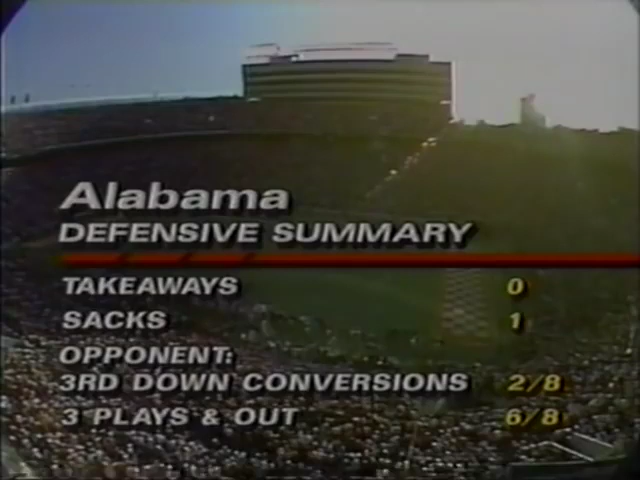 Alabama
DEFENSIVE SUMMARY
TAKEAWAYS 0
SACKS 1
OPPONENT:
3RD DOWN CONVERSIONS 2/8
3 PLAYS & OUT 6/8